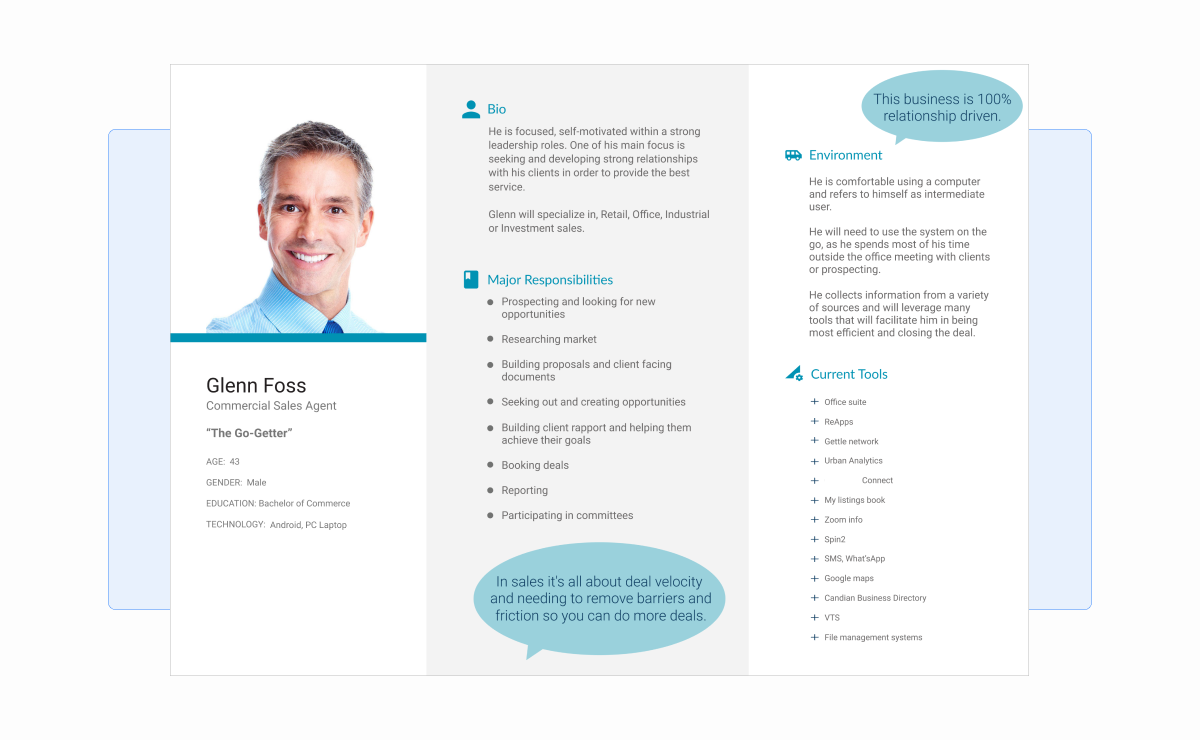 Glenn Foss
Commercial Sales Agent
“The Go-Getter”
AGE: 43
GENDER: Male
EDUCATION: Bachelor of Commerce
TECHNOLOGY: Android, PC Laptop
Bio
He is focused, self-motivated within a strong
leadership roles. One of his main focus is
seeking and developing strong relationships
with his clients in order to provide the best
service.
Glenn will specialize in, Retail, Office, Industrial
or Investment sales.
Major Responsibilities
Prospecting and looking for new
opportunities
Researching market
Building proposals and client facing
documents
Seeking out and creating opportunities
Building client rapport and helping them
achieve their goals
Booking deals
Reporting
Participating in committees
In sales it's all about deal velocity
and needing to remove barriers and
friction so you can do more deals.
This business is 100%
relationship driven.
Environment
He is comfortable using a computer
and refers to himself as intermediate
user.
He will need to use the system on the
go, as he spends most of his time
outside the office meeting with clients
or prospecting.
He collects information from a variety
of sources and will leverage many
tools that will facilitate him in being
most efficient and closing the deal.
Current Tools
Office suite
ReApps
Gettle network
Urban Analytics
Connect
My listings book
Zoom info
Spin2
SMS, What'sApp
Google maps
Candian Business Directory
VTS
File management systems